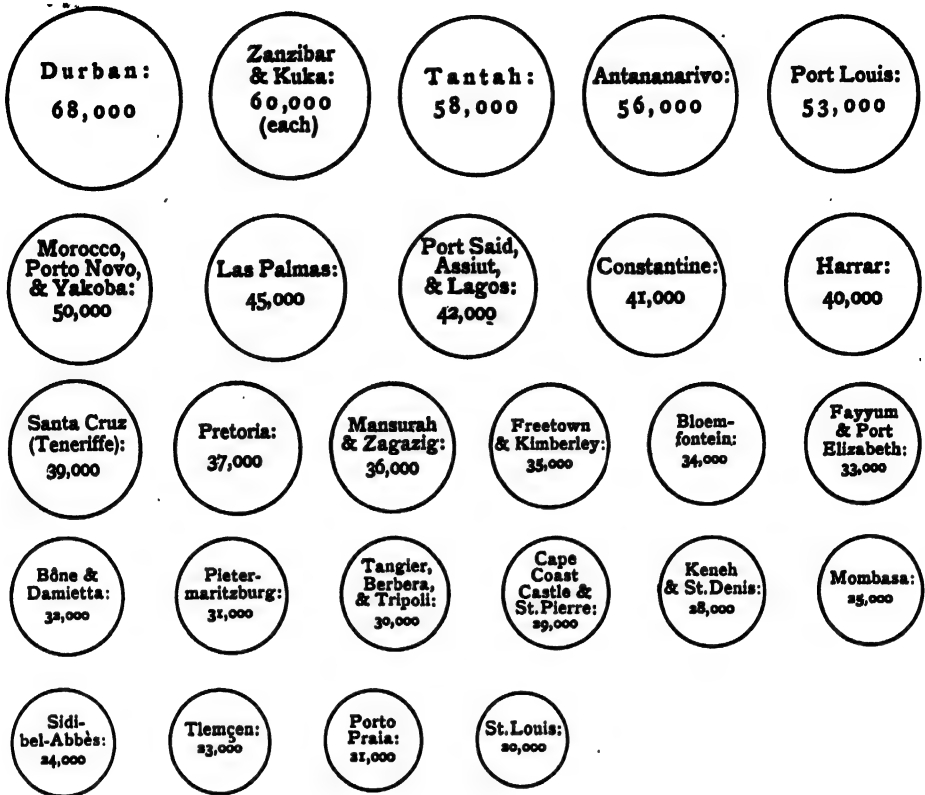 Durban:
68,000
Zanzibar
& Kuka:
60,000
(each)
Tantah:
58,000
Antananarivo:
56,000
Port Louis:
53,000
Morocco,
Porto Novo,
& Yakoba:
50,000
Las Palmas:
45,000
Port Said,
Assiut,
& Lagos:
42,000
Constantine:
41,000
Harrar:
40,000
Santa Cruz
(Teneriffe):
39,000
Pretoria:
37,000
Mansurah
& Zagazig:
36,000
Freetown
& Kimberley:
35,000
Bloem-
fontein:
34,000
Fayyum
& Port
Elizabeth:
33,000
Bône &
Damietta:
32,000
Pieter-
maritzburg:
31,000
Tangier,
Berbera,
& Tripoli:
30,000
Cape
Coast
Castle &
St. Pierre:
29,000
Keneh
& St. Denis:
28,000
Mombasa:
25,000
Sidi-
bel-Abbès:
24,000
Tlemçen:
23,000
Porto
Praia:
21,000
St. Louis:
20,000